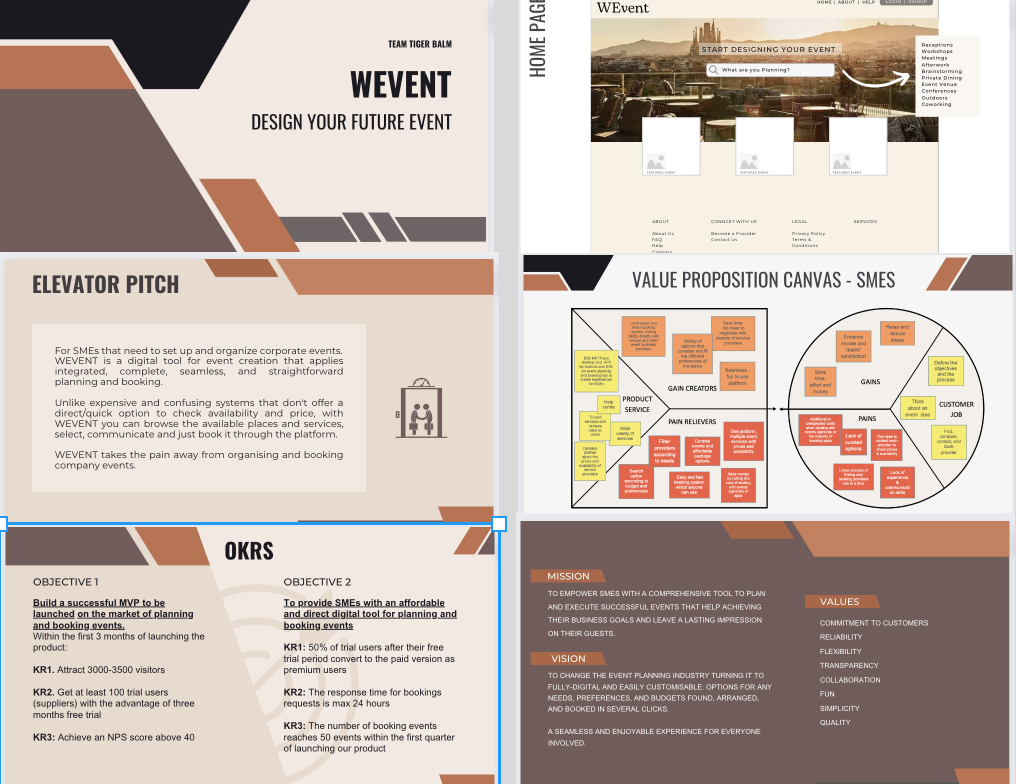 TEAM TIGER BALM
WEVENT
DESIGN YOUR FUTURE EVENT
HOME PAGE
WEvent
HOME | ABOUT | HELP
LOGIN | SIGNUP
START DESIGNING YOUR EVENT
What are you Planning?
Receptions
Workshops
Meetings
Afterwork
Brainstorming
Private Dining
Event Venue
Conferences
Outdoors
Coworking
FEATURED EVENT
FEATURED EVENT
FEATURED EVENT
ABOUT
About Us
FAQ
Help
Careers
CONNCET WITH US
Become a Provider
Contact Us
LEGAL
Privacy Policy
Terms &
Conditions
SERVICES
ELEVATOR PITCH
For SMEs that need to set up and organize corporate events.
WEVENT is a digital tool for event creation that applies
integrated, complete, seamless, and straightforward
planning and booking.
Unlike expensive and confusing systems that don't offer a
direct/quick option to check availability and price, with
WEVENT you can browse the available places and services,
select, communicate and just book it through the platform.
WEVENT takes the pain away from organising and booking
company events.
VALUE PROPOSITION CANVAS - SMES
Save time.
No need to
negotiate with
dozens of service
providers
Variety of
options that
consider and fit
the different
preferences of
the teams
Seamless,
fun to use
platform
GAIN CREATORS
PRODUCT
SERVICE
Help
centre
Trusted
services with
reviews
rated by
users
Wide
variety of
services
Detailed
profiles
about the
prices and
availability of
service
providers
PAIN RELIEVERS
Filter
providers
according
to needs
Curated
events and
affordable
package
options
One platform,
multiple event
services with
prices and
availability
Search
option
according to
budget and
preferences
Easy and fast
booking system
which anyone
can use
Save money
by cutting the
cost of dealing
with events
agencies or
apps
Enhance
morale and
teams'
satisfaction
Relax and
reduce
stress
Save
time,
effort and
money
GAINS
Define the
objectives
and the
process
Think
about an
event idea
CUSTOMER
JOB
Find,
compare,
contact, and
book
provider
PAINS
Additional or
unexpected costs
when dealing with
events agencies or
the majority of
booking apps
Lack of
curated
options
The need to
contact each
provider to
check prices
& availability
Linear process of
finding and
booking providers
one at a time
Lack of
experience
&
communicati
on skills
OKRS
OBJECTIVE 1
Build a successful MVP to be
launched on the market of planning
and booking events.
Within the first 3 months of launching the
product:
KR1. Attract 3000-3500 visitors
KR2. Get at least 100 trial users
(suppliers) with the advantage of three
months free trial
KR3: Achieve an NPS score above 40
OBJECTIVE 2
To provide SMEs with an affordable
and direct digital tool for planning and
booking events
KR1: 50% of trial users after their free
trial period convert to the paid version as
premium users
KR2: The response time for bookings
requests is max 24 hours
KR3: The number of booking events
reaches 50 events within the first quarter
of launching our product
MISSION
TO EMPOWER SMES WITH A COMPREHENSIVE TOOL TO PLAN
AND EXECUTE SUCCESSFUL EVENTS THAT HELP ACHIEVING
THEIR BUSINESS GOALS AND LEAVE A LASTING IMPRESSION
ON THEIR GUESTS.
VISION
TO CHANGE THE EVENT PLANNING INDUSTRY TURNING IT TO
FULLY-DIGITAL AND EASILY CUSTOMISABLE: OPTIONS FOR ANY
NEEDS, PREFERENCES, AND BUDGETS FOUND, ARRANGED,
AND BOOKED IN SEVERAL CLICKS.
A SEAMLESS AND ENJOYABLE EXPERIENCE FOR EVERYONE
INVOLVED.
VALUES
COMMITMENT TO CUSTOMERS
RELIABILITY
FLEXIBILITY
TRANSPARENCY
COLLABORATION
FUN
SIMPLICITY
QUALITY